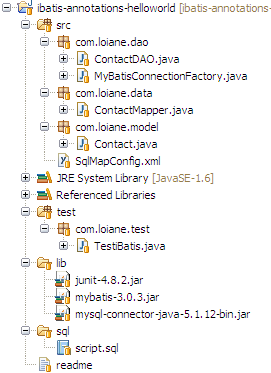 ibatis-annotations-helloworld [ibatis-annotations-
src
com.loiane.dao
ContactDAO.java
MyBatisConnectionFactory.java
com.loiane.data
ContactMapper.java
com.loiane.model
Contact.java
SqlMapConfig.xml
JRE System Library [JavaSE-1.6]
Referenced Libraries
test
com.loiane.test
TestiBatis.java
lib
junit-4.8.2.jar
mybatis-3.0.3.jar
mysql-connector-java-5.1.12-bin.jar
sql
script.sql
readme